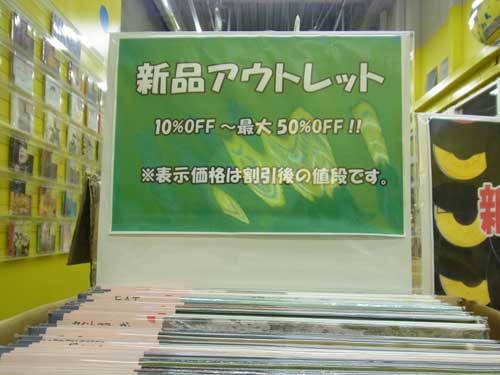 新品アウトレット
10%OFF ～最大 50%OFF!!
※表示価格は割引後の値段です。
新